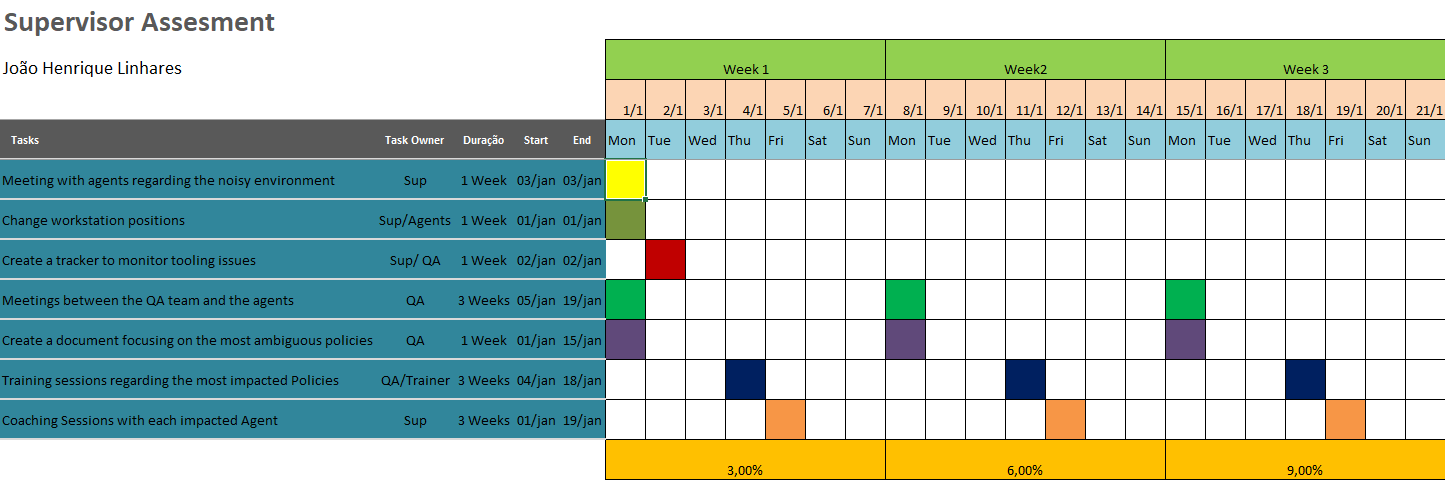 Supervisor Assesment
João Henrique Linhares
Week 1 Week2 Week 3
1/1 2/1 3/1 4/1 5/1 6/1 7/1 8/1 9/1 10/1 11/1 12/1 13/1 14/1 15/1 16/1 17/1 18/1 19/1 20/1 21/1
Tasks Task Owner Duração Start End Mon Tue Wed Thu Fri Sat Sun Mon Tue Wed Thu Fri Sat Sun Mon Tue Wed Thu Fri Sat Sun
Meeting with agents regarding the noisy environment Sup 1 Week 03/jan 03/jan
Change workstation positions Sup/Agents 1 Week 01/jan 01/jan
Create a tracker to monitor tooling issues Sup/ QA 1 Week 02/jan 02/jan
Meetings between the QA team and the agents QA 3 Weeks 05/jan 19/jan
Create a document focusing on the most ambiguous policies QA 1 Week 01/jan 15/jan
Training sessions regarding the most impacted Policies QA/Trainer 3 Weeks 04/jan 18/jan
Coaching Sessions with each impacted Agent Sup 3 Weeks 01/jan 19/jan
3,00% 6,00% 9,00%